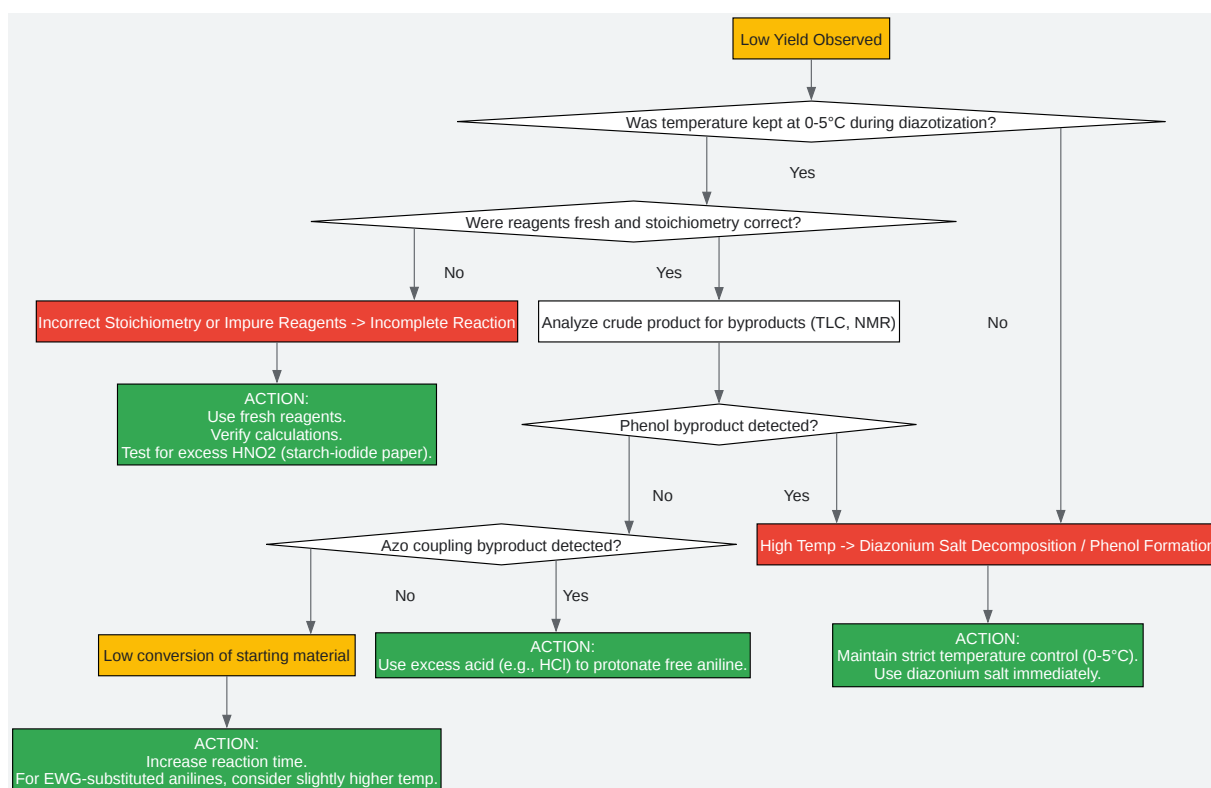 Low Yield Observed
Was temperature kept at 0-5°C during diazotization?
Yes
Were reagents fresh and stoichiometry correct?
No
Yes
Incorrect Stoichiometry or Impure Reagents -> Incomplete Reaction
Analyze crude product for byproducts (TLC, NMR)
No
ACTION:
Use fresh reagents.
Verify calculations.
Test for excess HNO2 (starch-iodide paper).
Phenol byproduct detected?
No
Yes
Azo coupling byproduct detected?
High Temp -> Diazonium Salt Decomposition / Phenol Formation
No
Yes
Low conversion of starting material
ACTION:
Use excess acid (e.g., HCl) to protonate free aniline.
ACTION:
Maintain strict temperature control (0-5°C).
Use diazonium salt immediately.
ACTION:
Increase reaction time.
For EWG-substituted anilines, consider slightly higher temp.